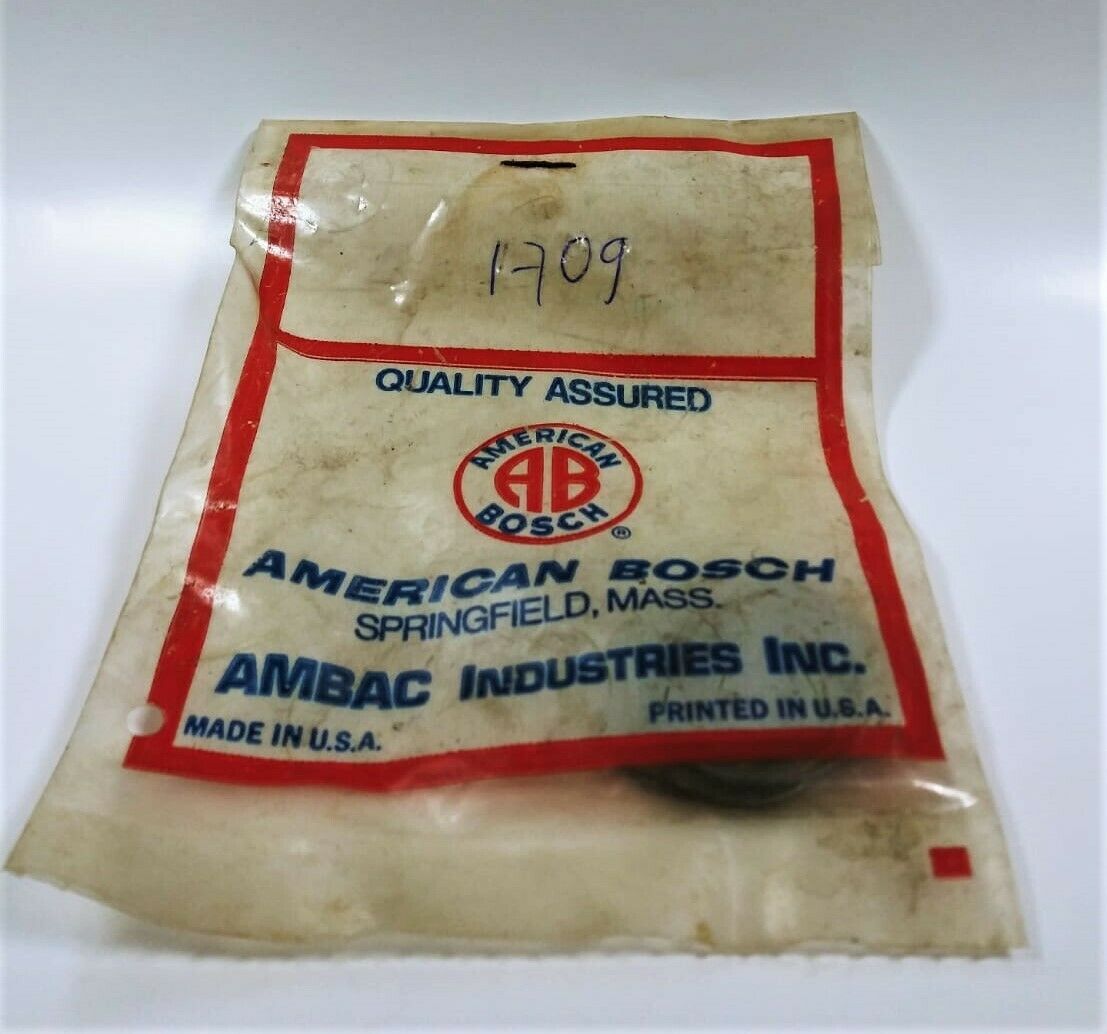 1709
QUALITY ASSURED
AMERICAN
AB
BOSCH ®
AMERICAN BOSCH
SPRINGFIELD, MASS.
AMBAC INDUSTRIES INC.
MADE IN U.S.A. PRINTED IN U.S.A.